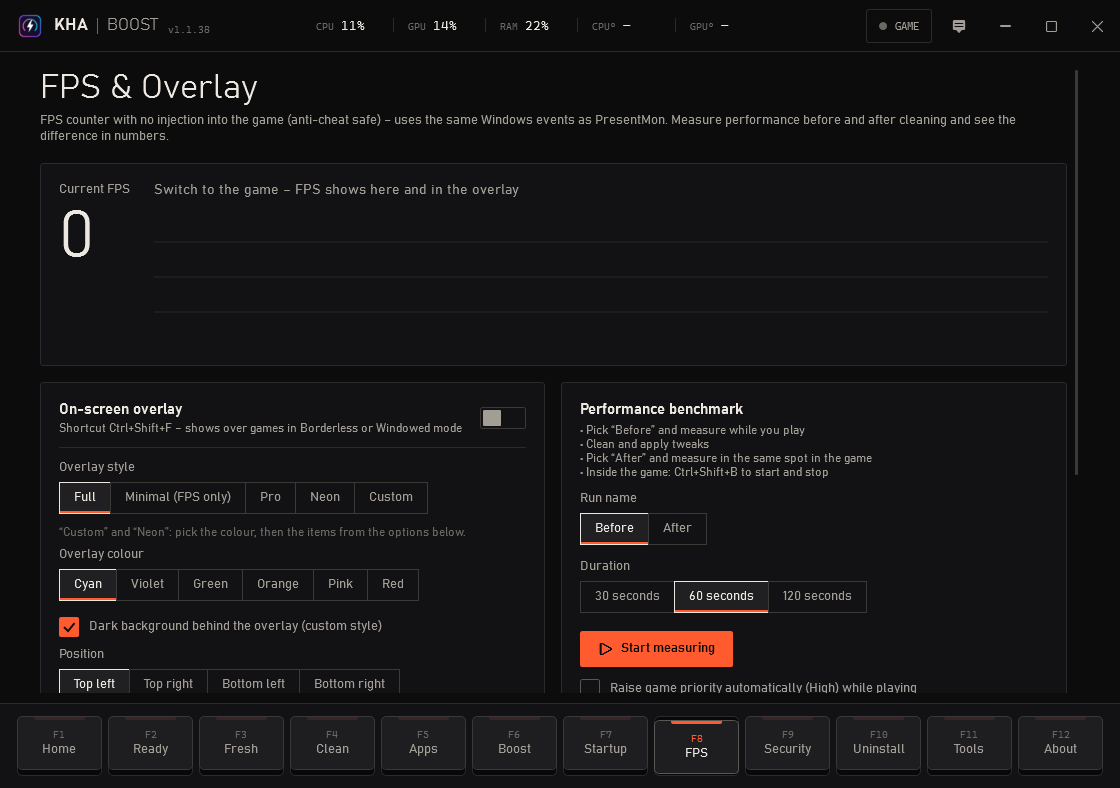 KHA | BOOST v1.1.38
CPU 11% GPU 14% RAM 22% CPU° – GPU° –
GAME
FPS & Overlay
FPS counter with no injection into the game (anti-cheat safe) – uses the same Windows events as PresentMon. Measure performance before and after cleaning and see the
difference in numbers.
Current FPS
0
Switch to the game – FPS shows here and in the overlay
On-screen overlay
Shortcut Ctrl+Shift+F – shows over games in Borderless or Windowed mode
Overlay style
Full Minimal (FPS only) Pro Neon Custom
“Custom” and “Neon”: pick the colour, then the items from the options below.
Overlay colour
Cyan Violet Green Orange Pink Red
Dark background behind the overlay (custom style)
Position
Top left Top right Bottom left Bottom right
Performance benchmark
• Pick “Before” and measure while you play
• Clean and apply tweaks
• Pick “After” and measure in the same spot in the game
• Inside the game: Ctrl+Shift+B to start and stop
Run name
Before After
Duration
30 seconds 60 seconds 120 seconds
Start measuring
Raise game priority automatically (High) while playing
F1 F2 F3 F4 F5 F6 F7 F8 F9 F10 F11 F12
Home Ready Fresh Clean Apps Boost Startup FPS Security Uninstall Tools About